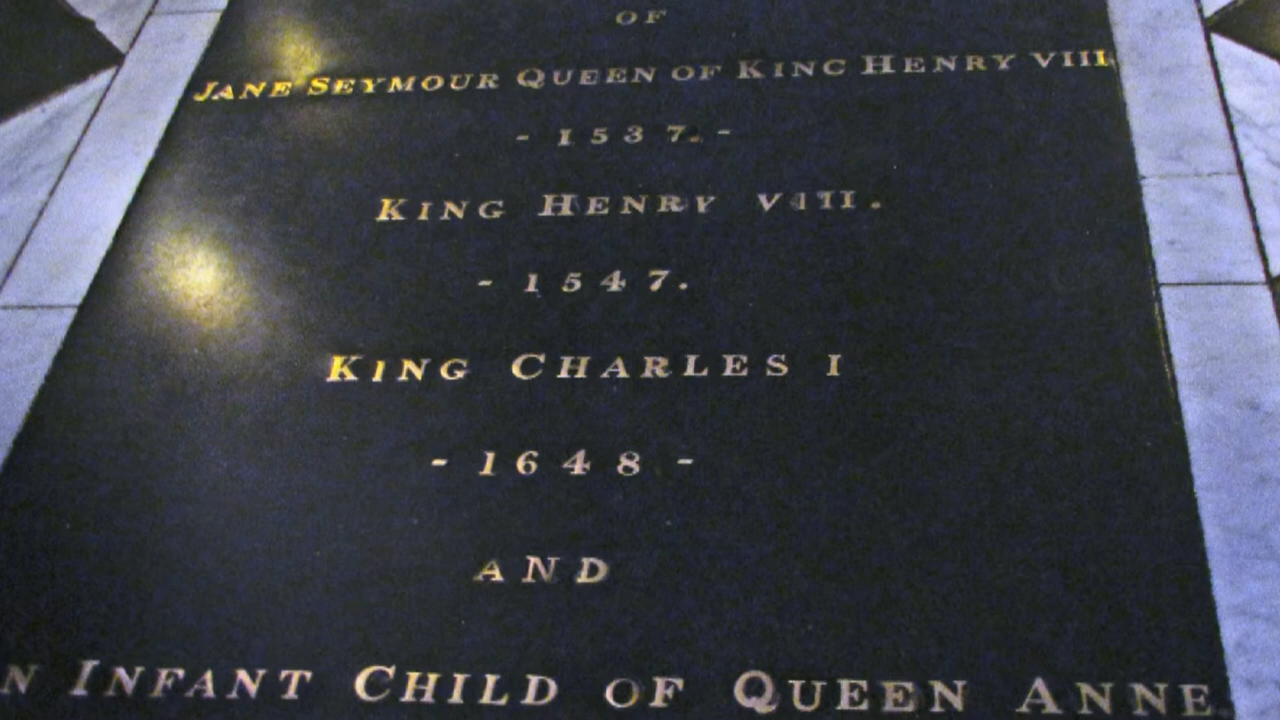 OF
JANE SEYMOUR QUEEN OF KING HENRY VIII
- 1537. -
KING HENRY VIII.
- 1547.
KING CHARLES I
- 1648 -
AND
N INFANT CHILD OF QUEEN ANNE.